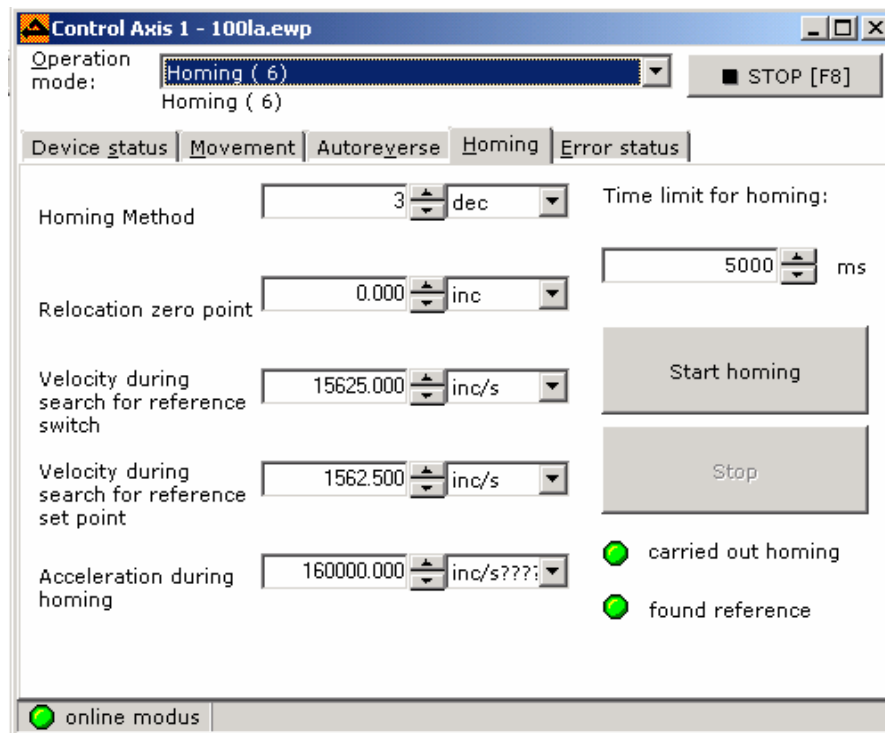 Control Axis 1 - 100la.ewp
Operation mode:
Homing ( 6)
STOP [F8]
Homing ( 6)
Device status
Movement
Autoreverse
Homing
Error status
Homing Method
3
dec
Time limit for homing:
5000
ms
Relocation zero point
0.000
inc
Velocity during
search for reference
switch
15625.000
inc/s
Start homing
Velocity during
search for reference
set point
1562.500
inc/s
Stop
Acceleration during
homing
160000.000
inc/s????
carried out homing
found reference
online modus